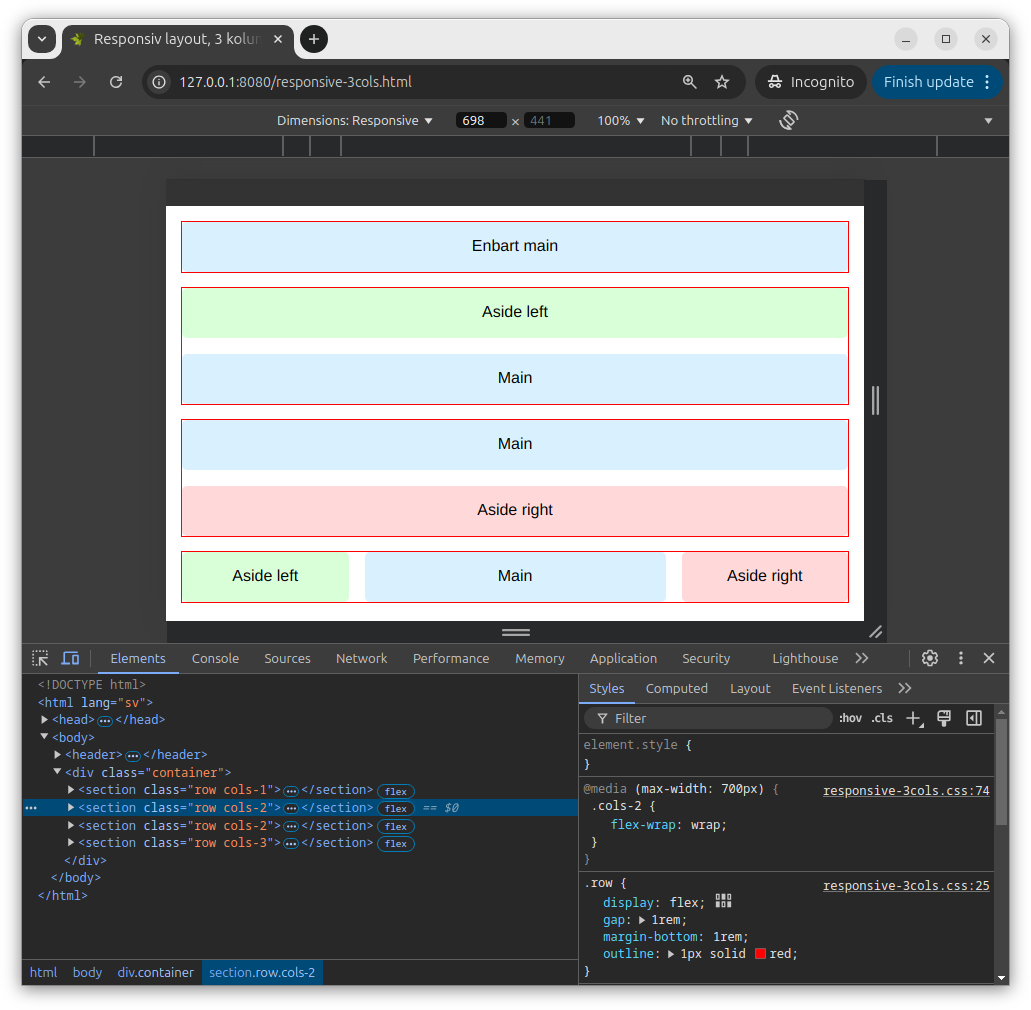 Responsiv layout, 3 kolun
127.0.0.1:8080/responsive-3cols.html
Incognito
Finish update
Dimensions: Responsive
698 × 441
100%
No throttling
Enbart main
Aside left
Main
Main
Aside right
Aside left Main Aside right
Elements Console Sources Network Performance Memory Application Security Lighthouse
<!DOCTYPE html>
<html lang="sv">
<head> ••• </head>
<body>
<header> ••• </header>
<div class="container">
<section class="row cols-1"> ••• </section> flex
••• <section class="row cols-2"> ••• </section> flex == $0
<section class="row cols-2"> ••• </section> flex
<section class="row cols-3"> ••• </section> flex
</div>
</body>
</html>
html body div.container section.row.cols-2
Styles Computed Layout Event Listeners
Filter :hov .cls
element.style {
}
@media (max-width: 700px) { responsive-3cols.css:74
.cols-2 {
flex-wrap: wrap;
}
}
.row { responsive-3cols.css:25
display: flex;
gap: 1rem;
margin-bottom: 1rem;
outline: 1px solid red;
}